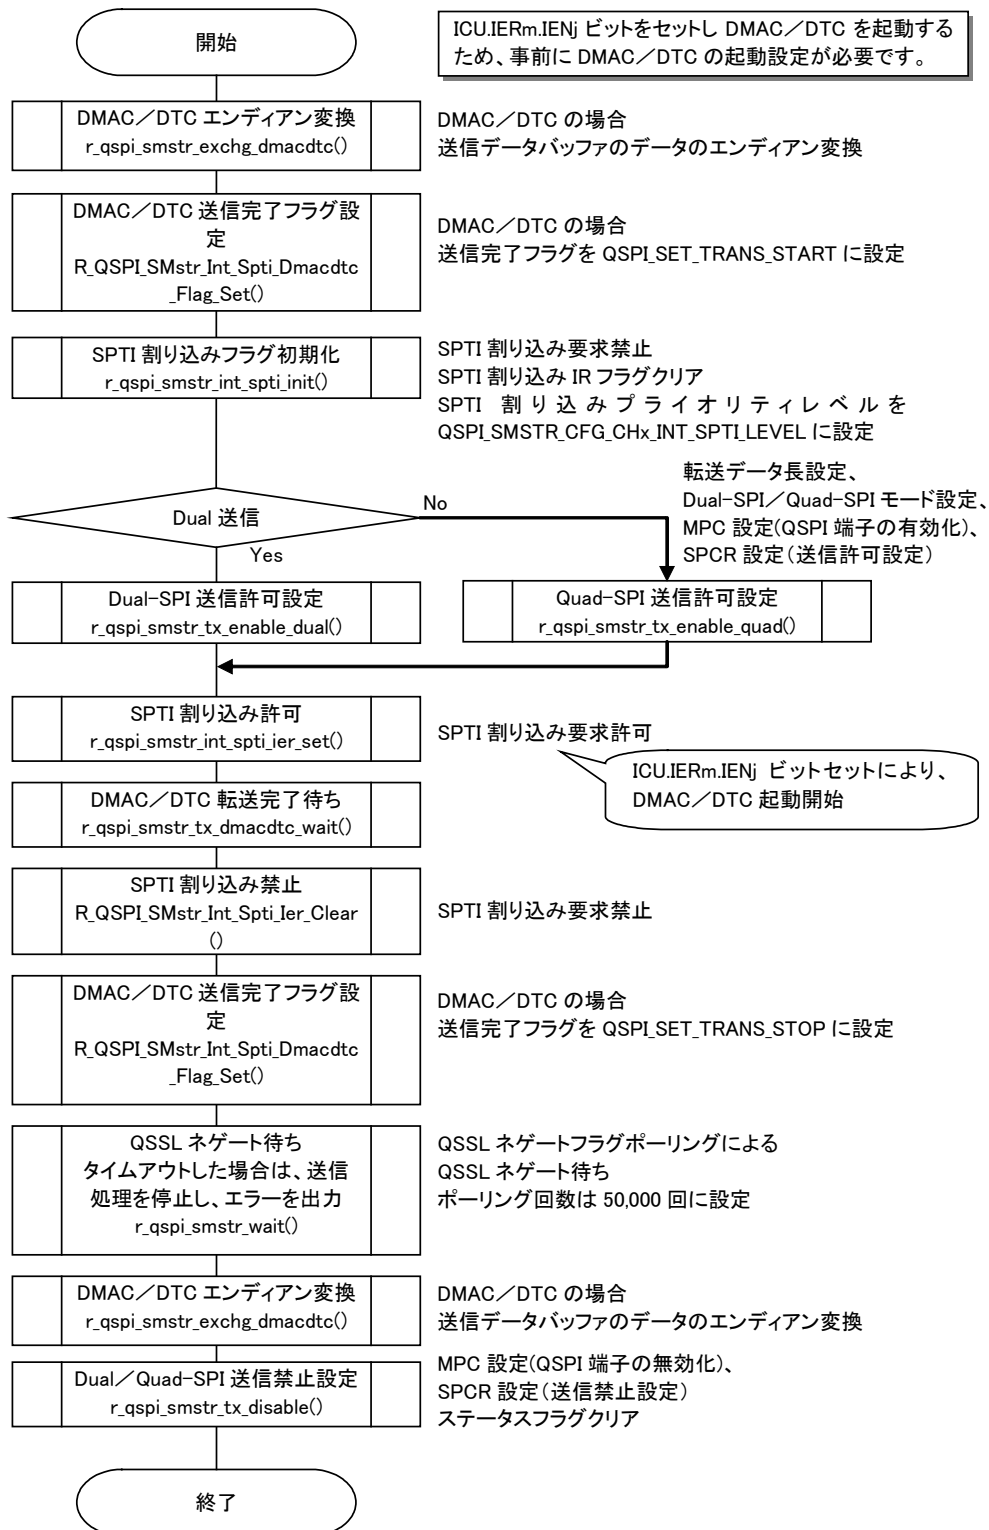 開始
ICU.IERm.IENj ビットをセットし DMAC／DTC を起動する
ため、事前に DMAC／DTC の起動設定が必要です。
DMAC／DTC エンディアン変換
r_qspi_smstr_exchg_dmacdtc()
DMAC／DTC の場合
送信データバッファのデータのエンディアン変換
DMAC／DTC 送信完了フラグ設
定
R_QSPI_SMstr_Int_Spti_Dmacdtc
_Flag_Set()
DMAC／DTC の場合
送信完了フラグを QSPI_SET_TRANS_START に設定
SPTI 割り込みフラグ初期化
r_qspi_smstr_int_spti_init()
SPTI 割り込み要求禁止
SPTI 割り込み IR フラグクリア
SPTI 割り込みプライオリティレベルを
QSPI_SMSTR_CFG_CHx_INT_SPTI_LEVEL に設定
Dual 送信
No
Yes
転送データ長設定、
Dual-SPI／Quad-SPI モード設定、
MPC 設定(QSPI 端子の有効化)、
SPCR 設定（送信許可設定）
Dual-SPI 送信許可設定
r_qspi_smstr_tx_enable_dual()
Quad-SPI 送信許可設定
r_qspi_smstr_tx_enable_quad()
SPTI 割り込み許可
r_qspi_smstr_int_spti_ier_set()
SPTI 割り込み要求許可
ICU.IERm.IENj ビットセットにより、
DMAC／DTC 起動開始
DMAC／DTC 転送完了待ち
r_qspi_smstr_tx_dmacdtc_wait()
SPTI 割り込み禁止
R_QSPI_SMstr_Int_Spti_Ier_Clear
()
SPTI 割り込み要求禁止
DMAC／DTC 送信完了フラグ設
定
R_QSPI_SMstr_Int_Spti_Dmacdtc
_Flag_Set()
DMAC／DTC の場合
送信完了フラグを QSPI_SET_TRANS_STOP に設定
QSSL ネゲート待ち
タイムアウトした場合は、送信
処理を停止し、エラーを出力
r_qspi_smstr_wait()
QSSL ネゲートフラグポーリングによる
QSSL ネゲート待ち
ポーリング回数は 50,000 回に設定
DMAC／DTC エンディアン変換
r_qspi_smstr_exchg_dmacdtc()
DMAC／DTC の場合
送信データバッファのデータのエンディアン変換
Dual／Quad-SPI 送信禁止設定
r_qspi_smstr_tx_disable()
MPC 設定(QSPI 端子の無効化)、
SPCR 設定（送信禁止設定）
ステータスフラグクリア
終了